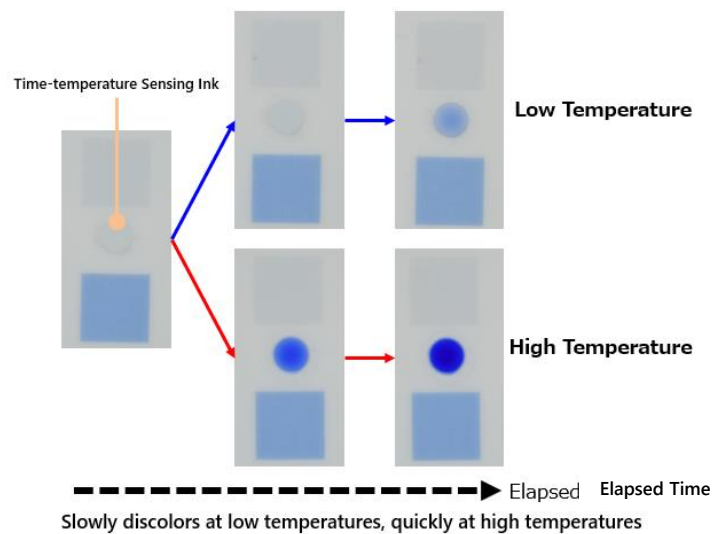 Time-temperature Sensing Ink
Low Temperature
High Temperature
Elapsed Elapsed Time
Slowly discolors at low temperatures, quickly at high temperatures